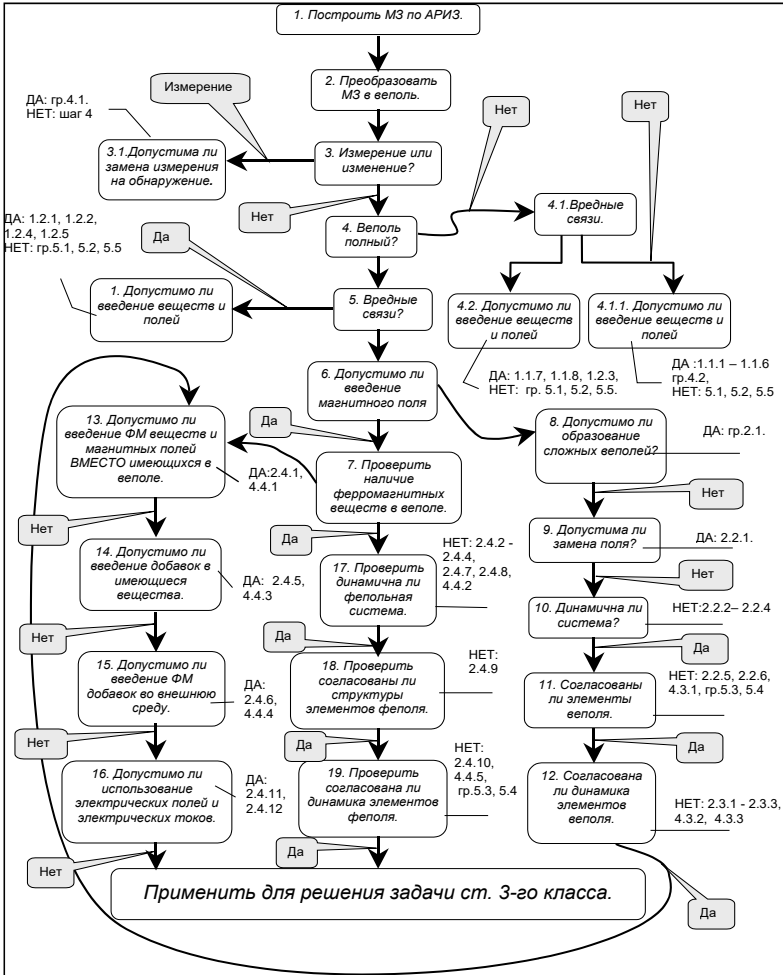 1. Построить МЗ по АРИЗ.
2. Преобразовать
МЗ в веполь.
Измерение
Нет
Нет
ДА: гр.4.1.
НЕТ: шаг 4
3.1.Допустима ли
замена измерения
на обнаружение.
3. Измерение или
изменение?
Нет
4.1.Вредные
связи.
ДА: 1.2.1, 1.2.2,
1.2.4, 1.2.5
НЕТ: гр.5.1, 5.2, 5.5
Да
4. Веполь
полный?
1. Допустимо ли
введение веществ и
полей
5. Вредные
связи?
4.2. Допустимо ли
введение веществ
и полей
4.1.1. Допустимо ли
введение веществ и
полей
ДА: 1.1.7, 1.1.8, 1.2.3,
НЕТ: гр. 5.1, 5.2, 5.5.
ДА :1.1.1 – 1.1.6
гр.4.2,
НЕТ: 5.1, 5.2, 5.5
6. Допустимо ли
введение
магнитного поля
13. Допустимо ли
введение ФМ веществ и
магнитных полей
ВМЕСТО имеющихся в
веполе.
Да
8. Допустимо ли
образование
сложных веполей?
ДА: гр.2.1.
ДА:2.4.1,
4.4.1
7. Проверить
наличие
ферромагнитных
веществ в веполе.
Нет
Нет
Да
9. Допустима ли
замена поля?
ДА: 2.2.1.
14. Допустимо ли
введение добавок в
имеющиеся
вещества.
ДА: 2.4.5,
4.4.3
17. Проверить
динамична ли
фепольная
система.
НЕТ: 2.4.2 -
2.4.4,
2.4.7, 2.4.8,
4.4.2
Нет
10. Динамична ли
система?
НЕТ:2.2.2– 2.2.4
Нет
Да
Да
15. Допустимо ли
введение ФМ
добавок во внешнюю
среду.
ДА:
2.4.6,
4.4.4
18. Проверить
согласованы ли
структуры
элементов феполя.
НЕТ:
2.4.9
11. Согласованы
ли элементы
веполя.
НЕТ: 2.2.5, 2.2.6,
4.3.1, гр.5.3, 5.4
Нет
Да
Да
16. Допустимо ли
использование
электрических полей и
электрических токов.
ДА:
2.4.11,
2.4.12
19. Проверить
согласована ли
динамика элементов
феполя.
НЕТ:
2.4.10,
4.4.5,
гр.5.3, 5.4
12. Согласована
ли динамика
элементов
веполя.
НЕТ: 2.3.1 - 2.3.3,
4.3.2, 4.3.3
Нет
Да
Применить для решения задачи ст. 3-го класса.
Да